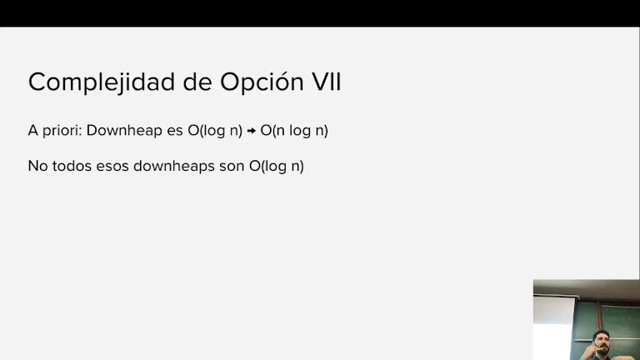 Complejidad de Opción VII
A priori: Downheap es O(log n) → O(n log n)
No todos esos downheaps son O(log n)